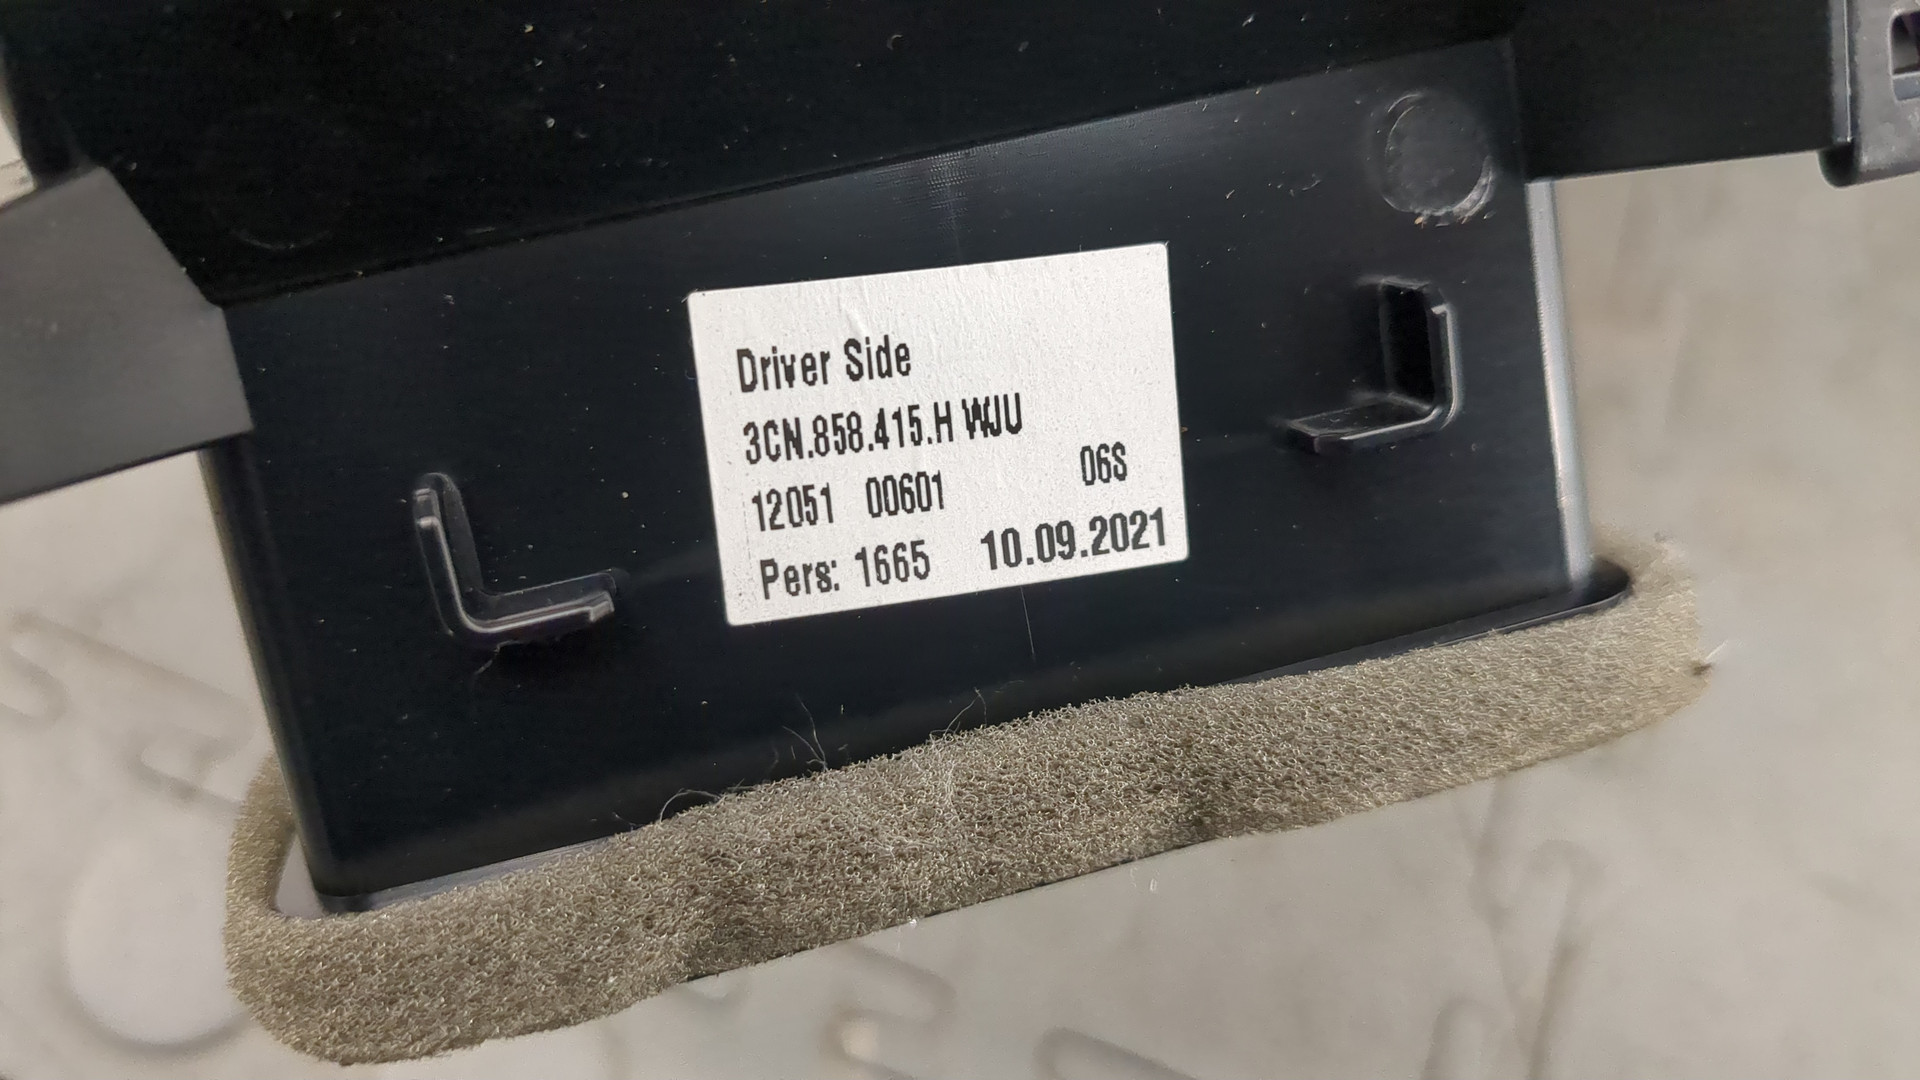 Driver Side
3CN.858.415.H WJU
12051 00601 06S
Pers: 1665 10.09.2021